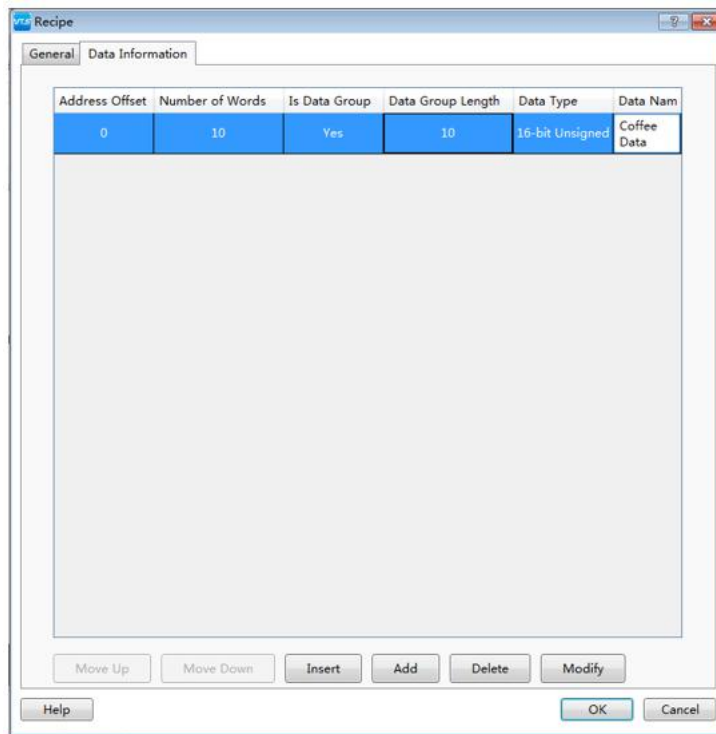 Recipe
General Data Information
Address Offset Number of Words Is Data Group Data Group Length Data Type Data Nam
0 10 Yes 10 16-bit Unsigned Coffee Data
Move Up Move Down Insert Add Delete Modify
Help OK Cancel